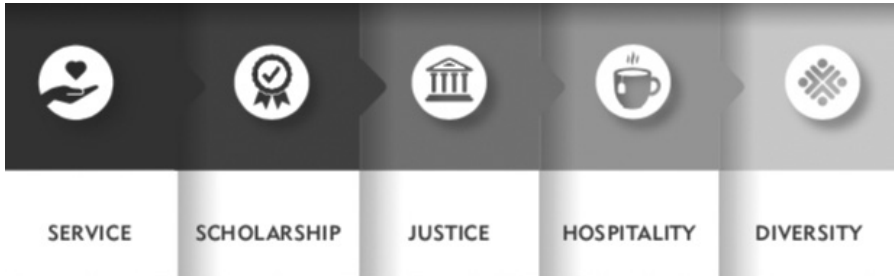 SERVICE
SCHOLARSHIP
JUSTICE
HOSPITALITY
DIVERSITY